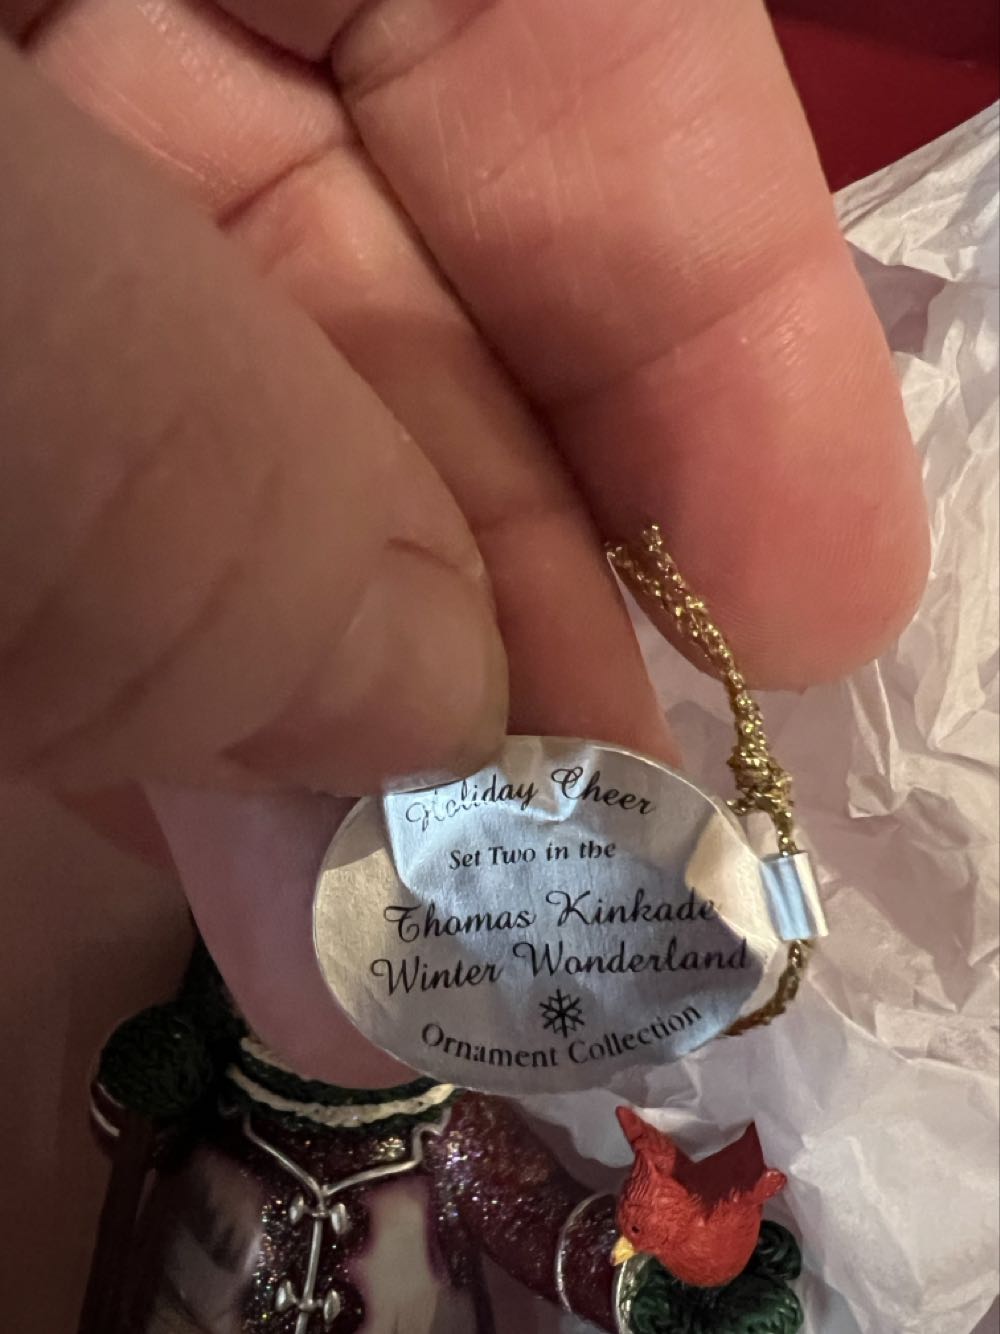 Holiday Cheer
Set Two in the
Thomas Kinkade
Winter Wonderland
Ornament Collection